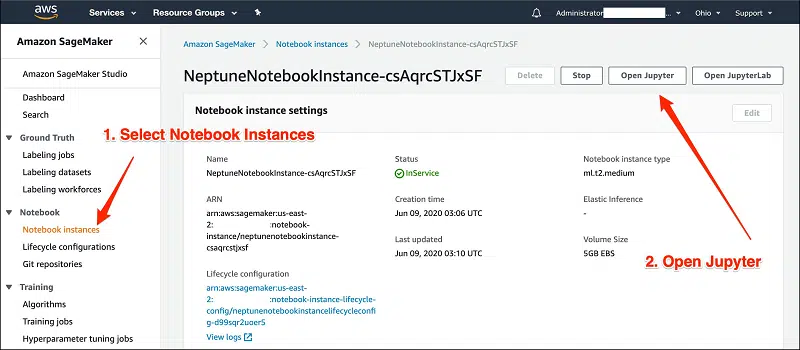 aws
Services
Resource Groups
Administrator
Ohio
Support
Amazon SageMaker
Amazon SageMaker Studio
Dashboard
Search
Ground Truth
Labeling jobs
Labeling datasets
Labeling workforces
Notebook
Notebook instances
Lifecycle configurations
Git repositories
Training
Algorithms
Training jobs
Hyperparameter tuning jobs
1. Select Notebook Instances
Amazon SageMaker > Notebook instances > NeptuneNotebookInstance-csAqrcSTJxSF
NeptuneNotebookInstance-csAqrcSTJxSF
Delete
Stop
Open Jupyter
Open JupyterLab
Notebook instance settings
Edit
Name
NeptuneNotebookInstance-csAqrcSTJxSF
ARN
arn:aws:sagemaker:us-east-
2: :notebook-
instance/neptunenotebookinstance-
csaqrcstjxsf
Lifecycle configuration
arn:aws:sagemaker:us-east-
2: :notebook-instance-lifecycle-
config/neptunenotebookinstancelifecycleconfi
g-d99sqr2uoer5
View logs
Status
InService
Creation time
Jun 09, 2020 03:06 UTC
Last updated
Jun 09, 2020 03:10 UTC
Notebook instance type
ml.t2.medium
Elastic Inference
-
Volume Size
5GB EBS
2. Open Jupyter